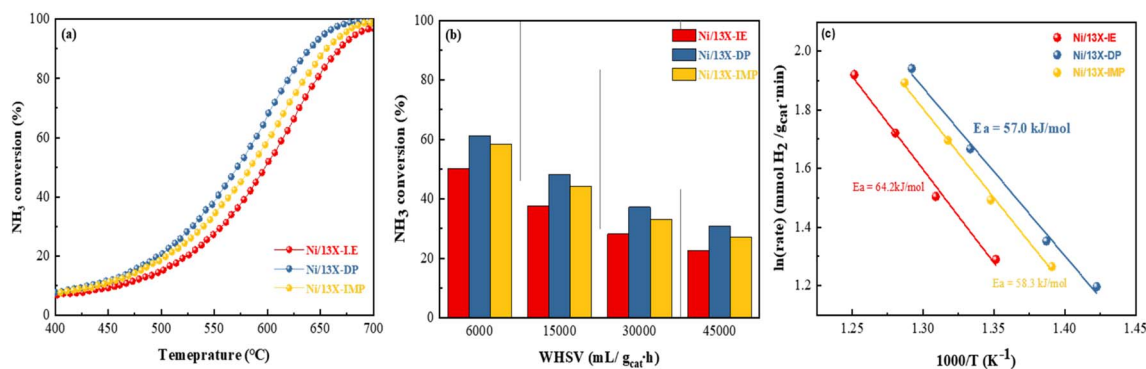 (a)
NH3 conversion (%)
100
80
60
40
20
0
Ni/13X-I.E
Ni/13X-DP
Ni/13X-IMP
400
450
500
550
600
650
700
Temeprature (℃)
(b)
NH3 conversion (%)
100
80
60
40
20
0
Ni/13X-IE
Ni/13X-DP
Ni/13X-IMP
6000
15000
30000
45000
WHSV (mL/ gcat·h)
(c)
ln(rate) (mmol H2 /gcat·min)
2.0
1.8
1.6
1.4
1.2
Ni/13X-IE
Ni/13X-DP
Ni/13X-IMP
Ea = 57.0 kJ/mol
Ea = 64.2kJ/mol
Ea = 58.3 kJ/mol
1.25
1.30
1.35
1.40
1.45
1000/T (K⁻¹)